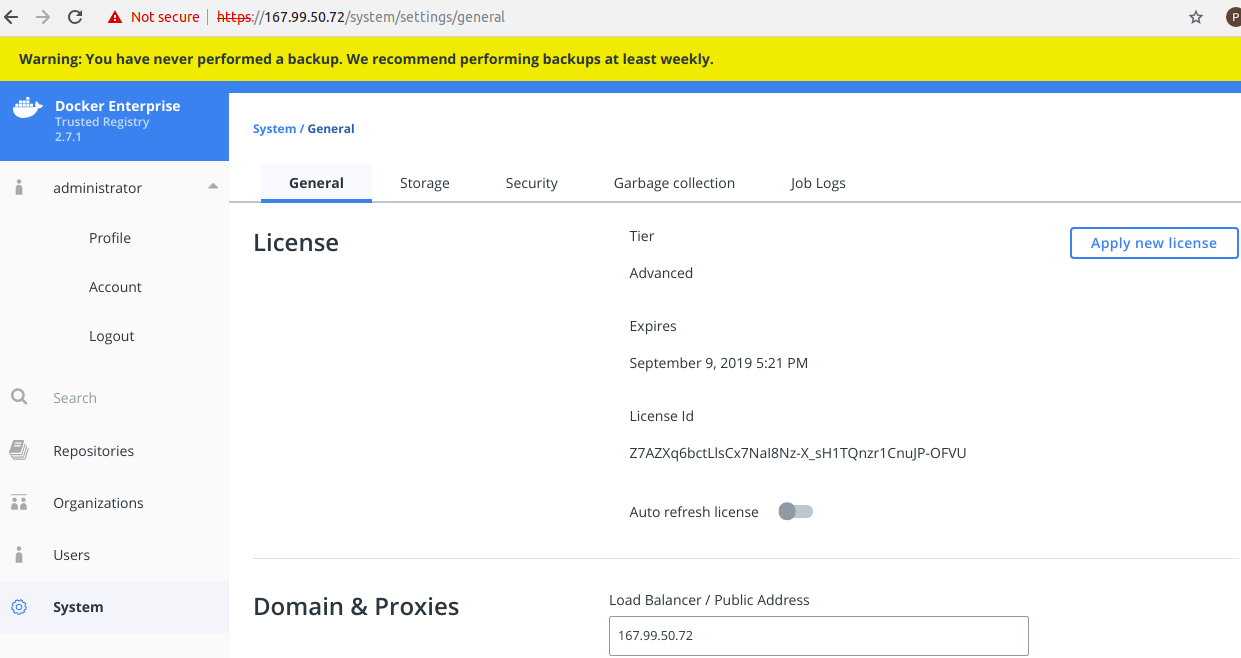 Not secure | https://167.99.50.72/system/settings/general
P
Warning: You have never performed a backup. We recommend performing backups at least weekly.
Docker Enterprise
Trusted Registry
2.7.1
administrator
Profile
Account
Logout
Search
Repositories
Organizations
Users
System
System / General
General Storage Security Garbage collection Job Logs
License
Tier
Advanced
Apply new license
Expires
September 9, 2019 5:21 PM
License Id
Z7AZXq6bctLlsCx7NaI8Nz-X_sH1TQnzr1CnuJP-OFVU
Auto refresh license
Domain & Proxies
Load Balancer / Public Address
167.99.50.72